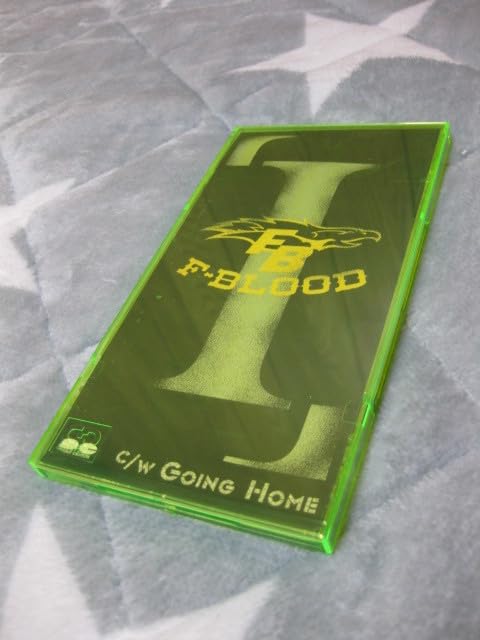 'I,
FB
F-BLOOD
c/w GOING HOME